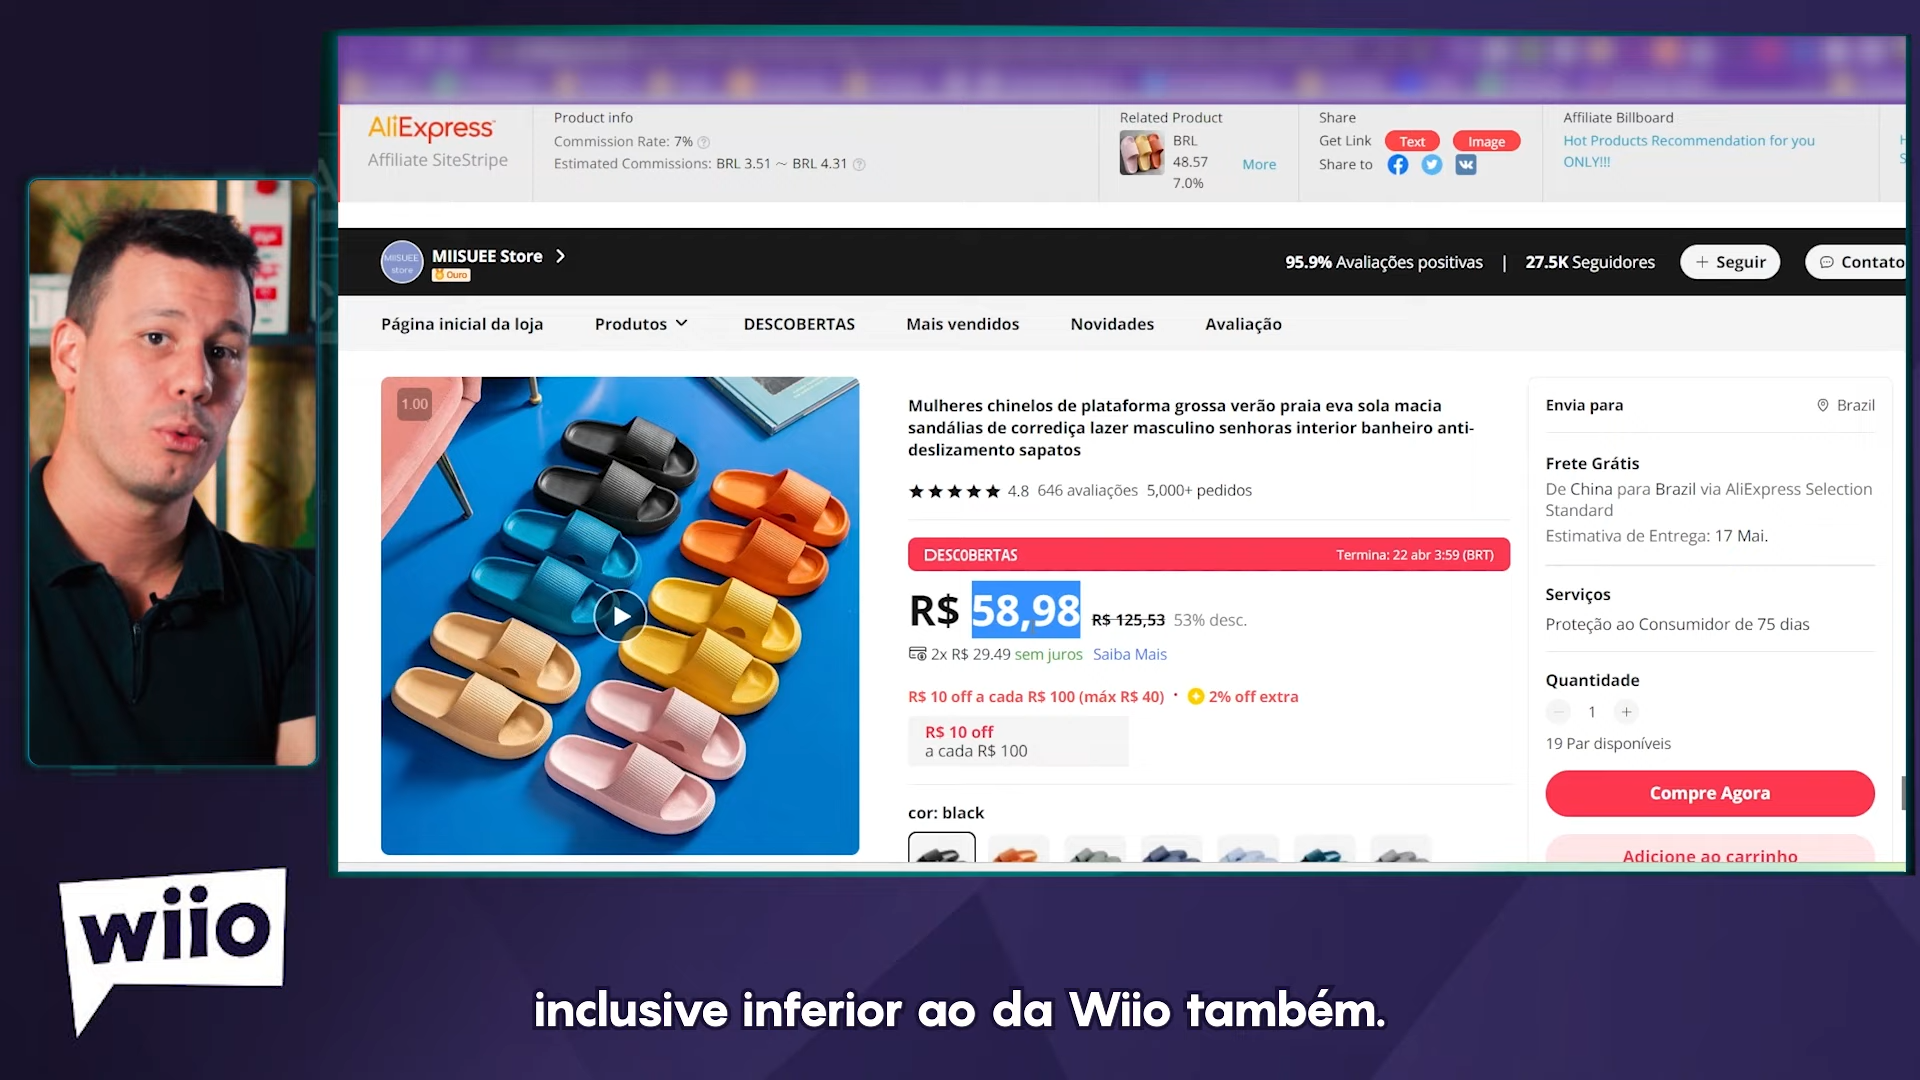 AliExpress
Affiliate SiteStripe
Product info
Commission Rate: 7%
Estimated Commissions: BRL 3.51 ~ BRL 4.31
Related Product
BRL
48.57
7.0%
More
Share
Get Link Text Image
Share to
Affiliate Billboard
Hot Products Recommendation for you
ONLY!!!
MIISUEE
store
MIISUEE Store
Ouro
95.9% Avaliações positivas | 27.5K Seguidores
+ Seguir
Contato
Página inicial da loja
Produtos
DESCOBERTAS
Mais vendidos
Novidades
Avaliação
1.00
Mulheres chinelos de plataforma grossa verão praia eva sola macia
sandálias de corrediça lazer masculino senhoras interior banheiro anti-
deslizamento sapatos
4.8 646 avaliações 5,000+ pedidos
DESCOBERTAS
Termina: 22 abr 3:59 (BRT)
R$ 58,98 R$ 125,53 53% desc.
2x R$ 29.49 sem juros Saiba Mais
R$ 10 off a cada R$ 100 (máx R$ 40) · 2% off extra
R$ 10 off
a cada R$ 100
cor: black
Envia para
Brazil
Frete Grátis
De China para Brazil via AliExpress Selection
Standard
Estimativa de Entrega: 17 Mai.
Serviços
Proteção ao Consumidor de 75 dias
Quantidade
1
19 Par disponíveis
Compre Agora
Adicione ao carrinho
wiio
inclusive inferior ao da Wiio também.